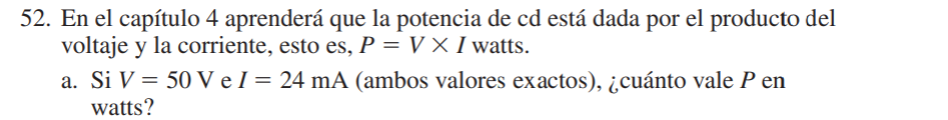 52. En el capítulo 4 aprenderá que la potencia de cd está dada por el producto del
voltaje y la corriente, esto es, P = V × I watts.
a. Si V = 50 V e I = 24 mA (ambos valores exactos), ¿cuánto vale P en
watts?